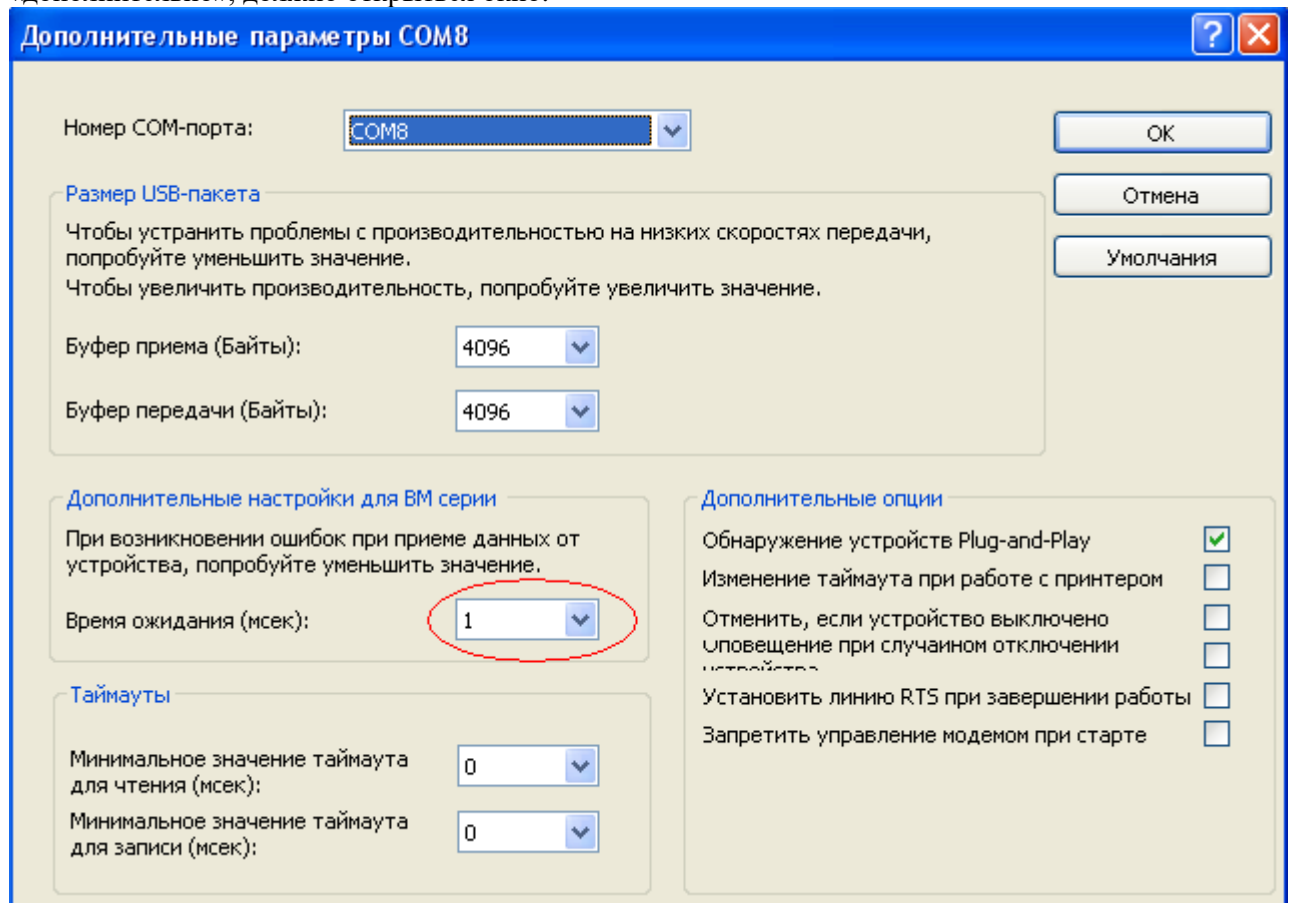 Дополнительные параметры COM8
Номер COM-порта:
COM8
OK
Отмена
Умолчания
Размер USB-пакета
Чтобы устранить проблемы с производительностью на низких скоростях передачи,
попробуйте уменьшить значение.
Чтобы увеличить производительность, попробуйте увеличить значение.
Буфер приема (Байты):
4096
Буфер передачи (Байты):
4096
Дополнительные настройки для BM серии
При возникновении ошибок при приеме данных от
устройства, попробуйте уменьшить значение.
Время ожидания (мсек):
1
Таймауты
Минимальное значение таймаута
для чтения (мсек):
0
Минимальное значение таймаута
для записи (мсек):
0
Дополнительные опции
Обнаружение устройств Plug-and-Play
Изменение таймаута при работе с принтером
Отменить, если устройство выключено
Оповещение при случайном отключении
Установить линию RTS при завершении работы
Запретить управление модемом при старте